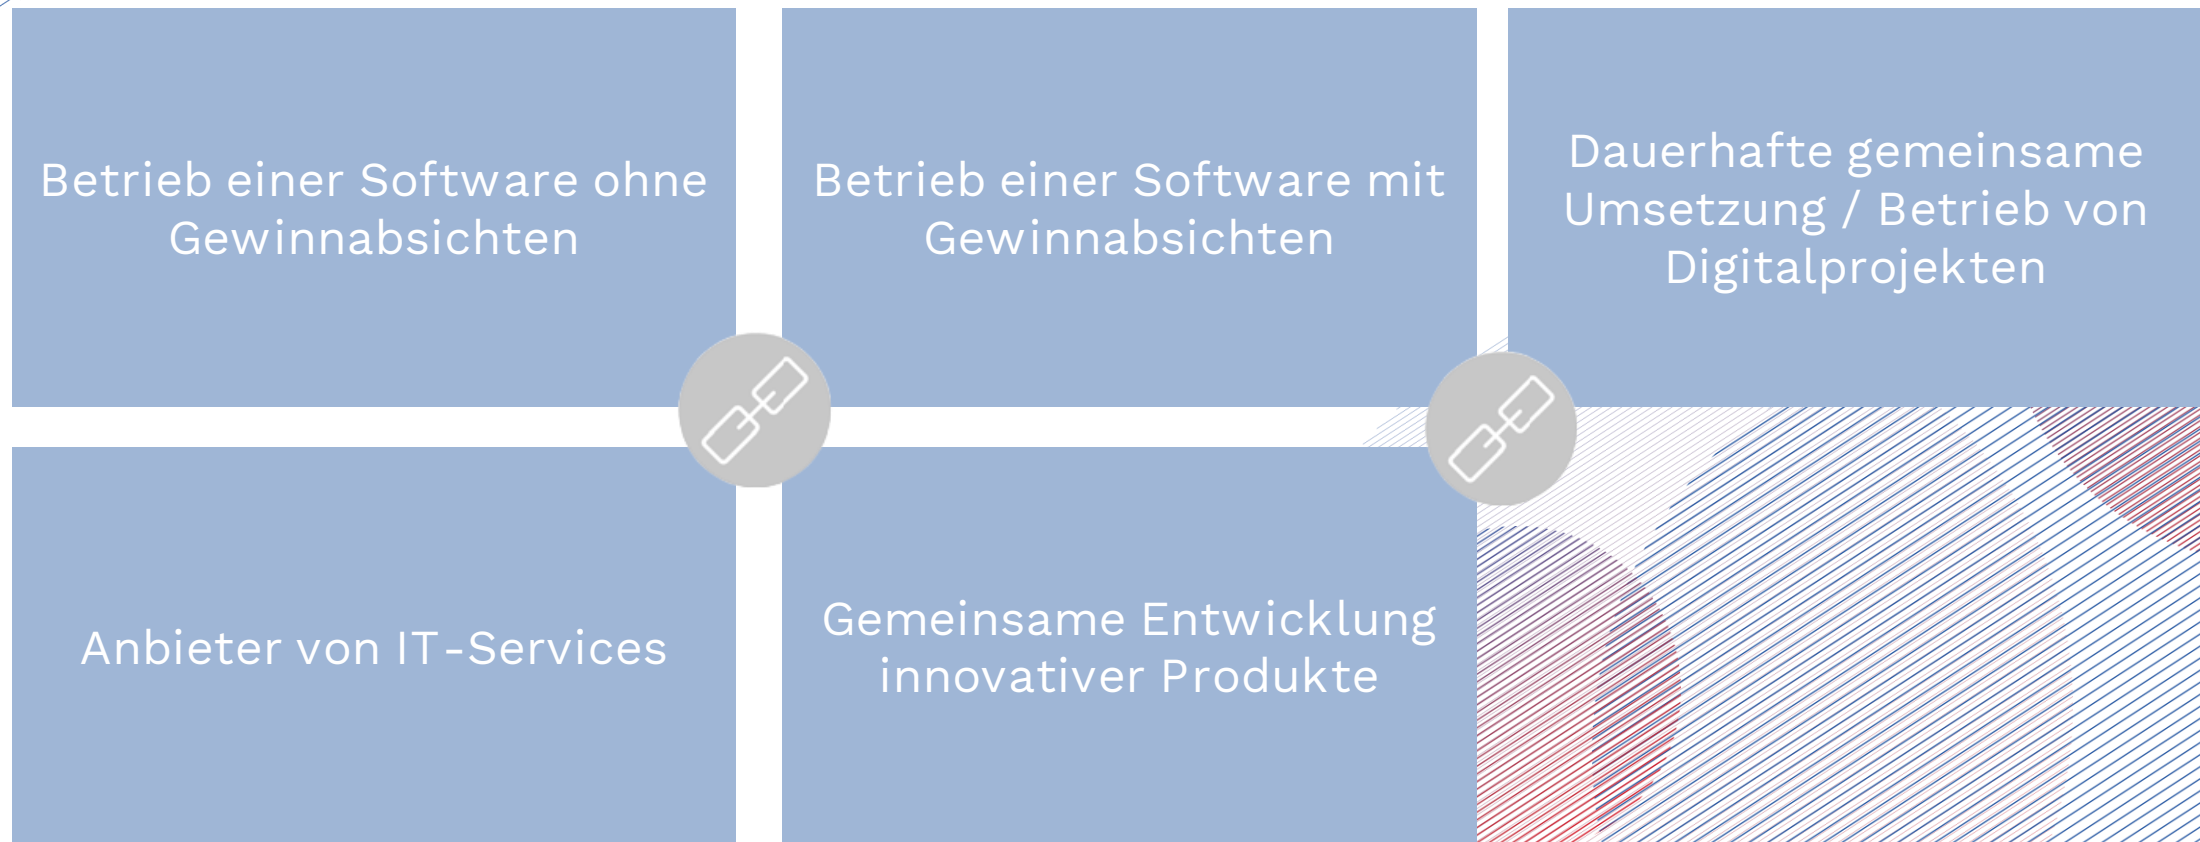 Betrieb einer Software ohne
Gewinnabsichten
Betrieb einer Software mit
Gewinnabsichten
Dauerhafte gemeinsame
Umsetzung / Betrieb von
Digitalprojekten
Anbieter von IT-Services
Gemeinsame Entwicklung
innovativer Produkte